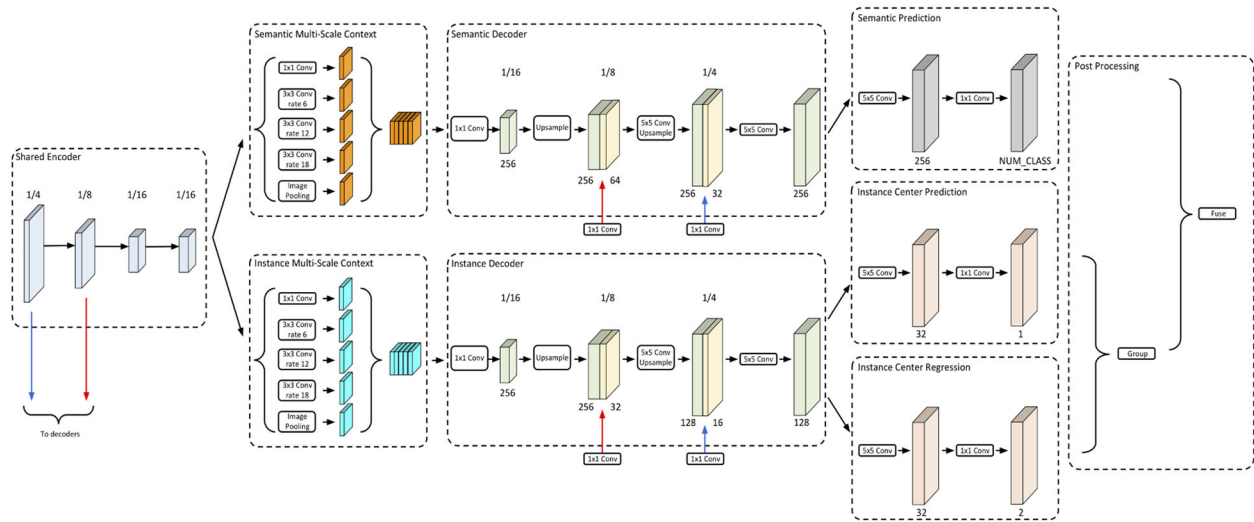 Shared Encoder
1/4
1/8
1/16
1/16
To decoders
Semantic Multi-Scale Context
1x1 Conv
3x3 Conv
rate 6
3x3 Conv
rate 12
3x3 Conv
rate 18
Image
Pooling
Semantic Decoder
1/16
1/8
1/4
1x1 Conv
256
Upsample
256 64
1x1 Conv
5x5 Conv
Upsample
256 32
1x1 Conv
5x5 Conv
256
Semantic Prediction
5x5 Conv
256
1x1 Conv
NUM_CLASS
Instance Multi-Scale Context
1x1 Conv
3x3 Conv
rate 6
3x3 Conv
rate 12
3x3 Conv
rate 18
Image
Pooling
Instance Decoder
1/16
1/8
1/4
1x1 Conv
256
Upsample
256 32
1x1 Conv
5x5 Conv
Upsample
128 16
1x1 Conv
5x5 Conv
128
Instance Center Prediction
5x5 Conv
32
1x1 Conv
1
Instance Center Regression
5x5 Conv
32
1x1 Conv
2
Post Processing
Group
Fuse